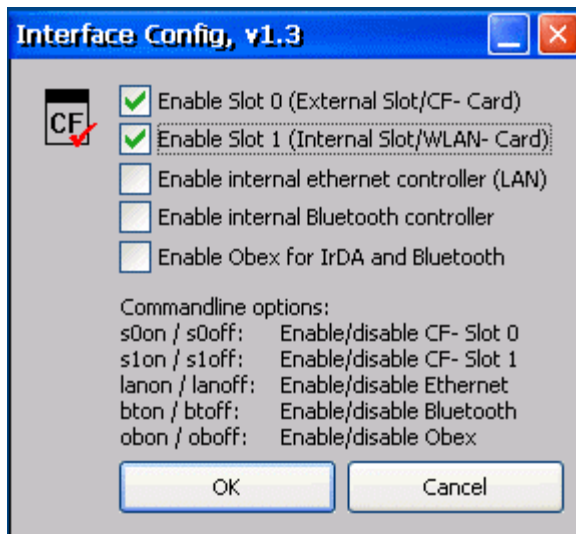 Interface Config, v1.3
CF
Enable Slot 0 (External Slot/CF- Card)
Enable Slot 1 (Internal Slot/WLAN- Card)
Enable internal ethernet controller (LAN)
Enable internal Bluetooth controller
Enable Obex for IrDA and Bluetooth
Commandline options:
s0on / s0off: Enable/disable CF- Slot 0
s1on / s1off: Enable/disable CF- Slot 1
lanon / lanoff: Enable/disable Ethernet
bton / btoff: Enable/disable Bluetooth
obon / oboff: Enable/disable Obex
OK Cancel